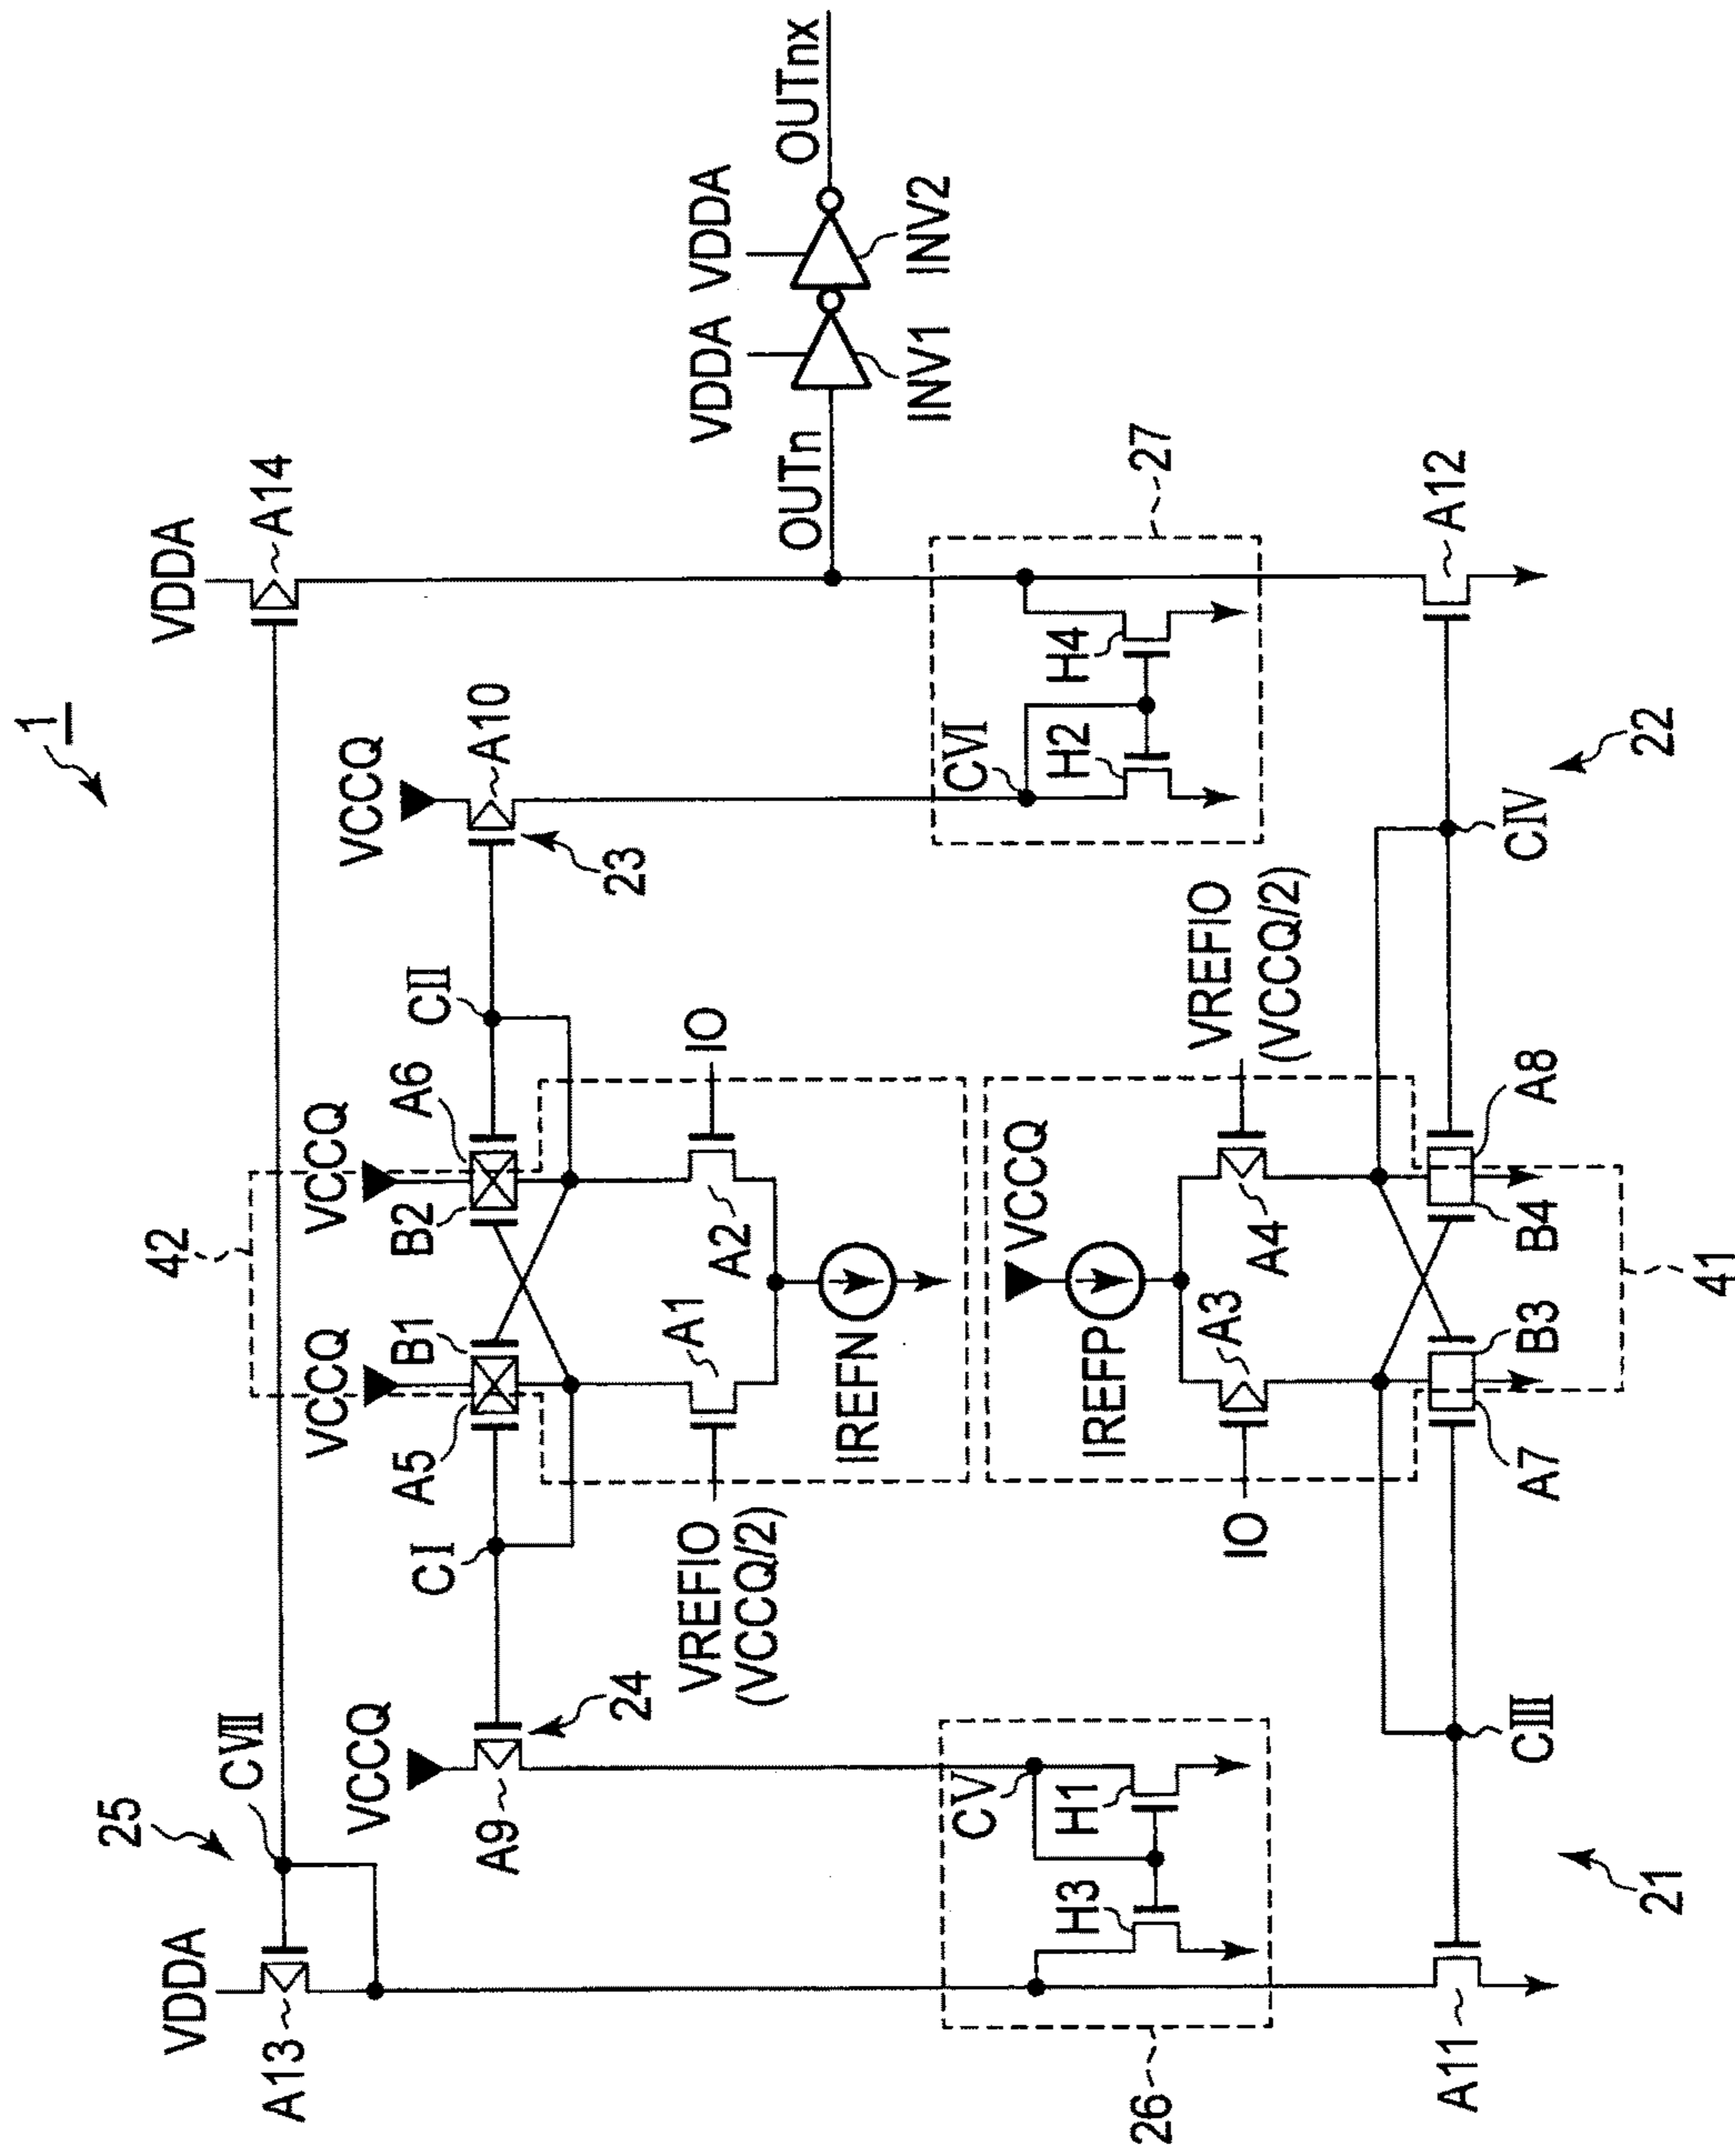 1
VDDA
VDDA
25
CVII
A13
A14
42
VCCQ
VCCQ
VCCQ
VCCQ
A5
B1
B2
A6
CI
CII
A9
24
A10
23
VDDA
VDDA
OUTn
OUTnx
INV1
INV2
VREFIO
(VCCQ/2)
A1
A2
IO
IREFN
CV
CVI
H3
H1
H2
H4
26
27
VCCQ
IREFP
IO
A3
A4
VREFIO
(VCCQ/2)
A11
21
CIII
A7
B3
B4
A8
41
CIV
22
A12